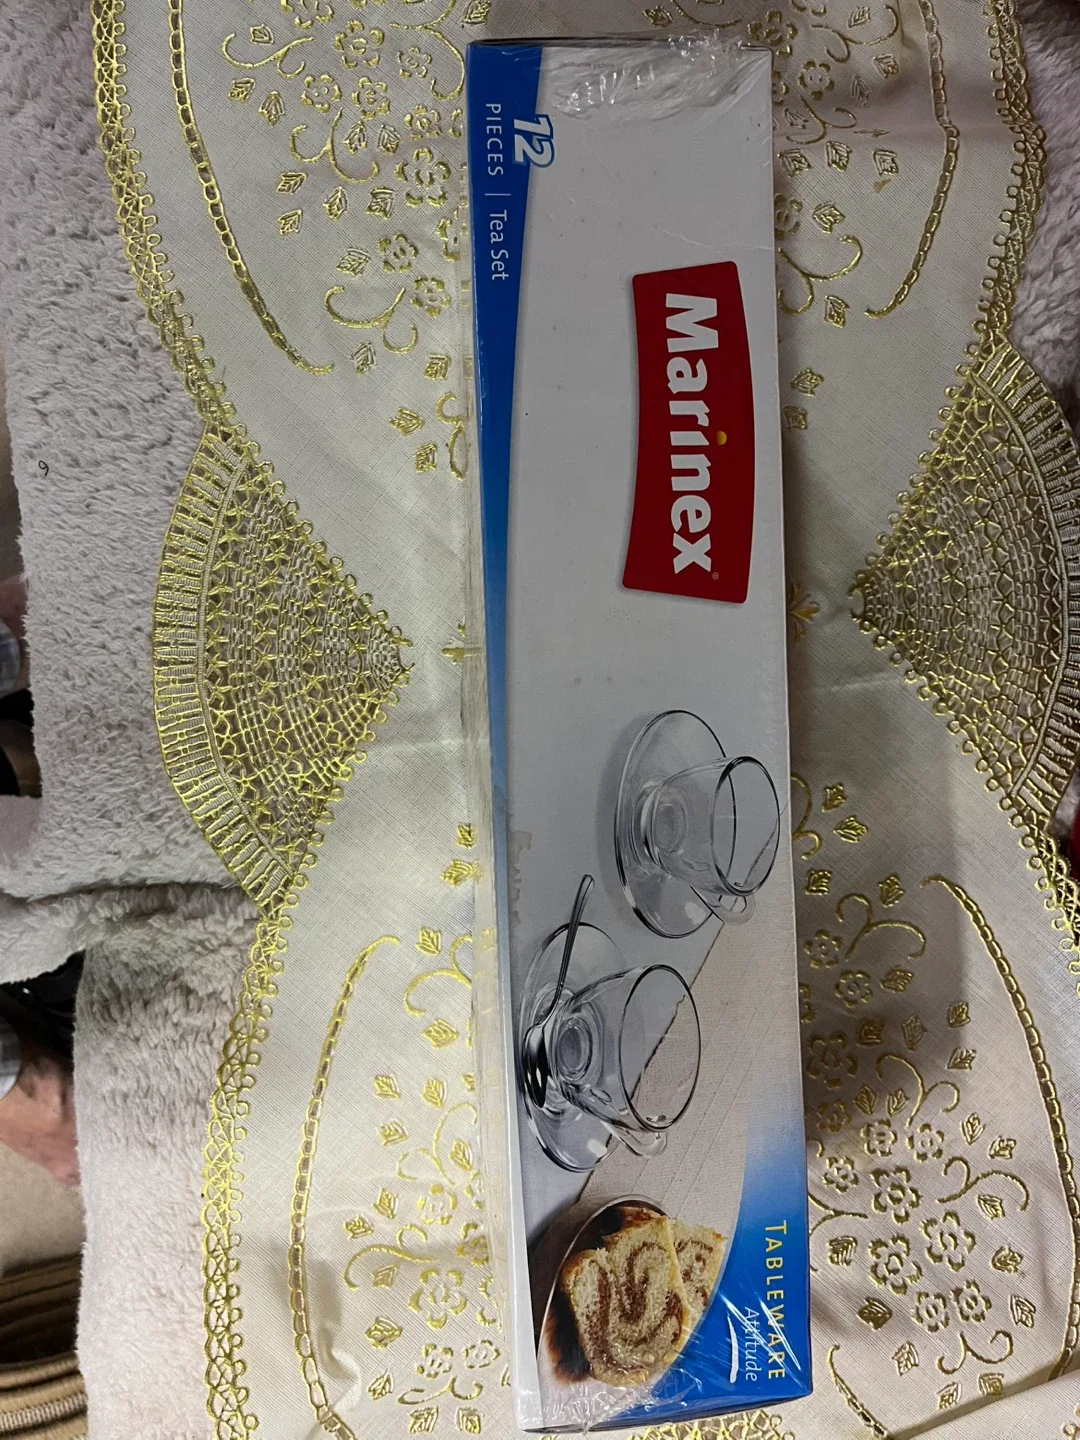 Marinex®
12
PIECES | Tea Set
TABLEWARE
Attitude